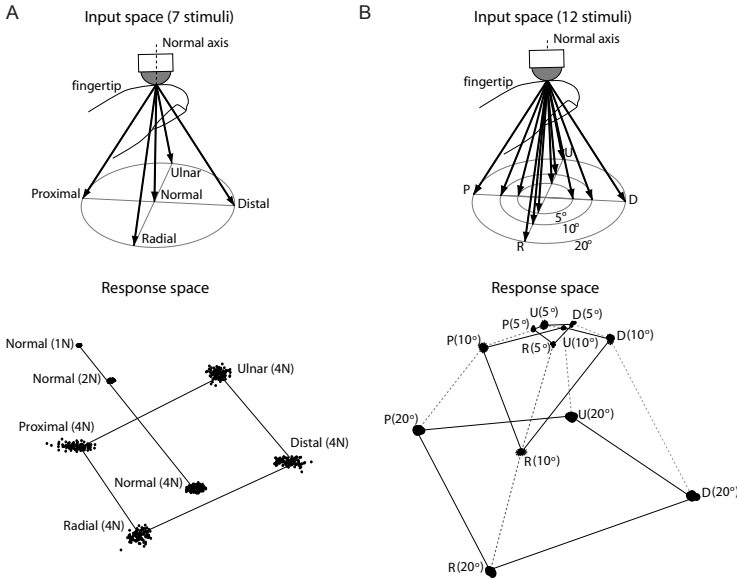 A
Input space (7 stimuli)
Normal axis
fingertip
Ulnar
Proximal
Normal
Distal
Radial
Response space
Normal (1N)
Normal (2N)
Ulnar (4N)
Proximal (4N)
Distal (4N)
Normal (4N)
Radial (4N)
B
Input space (12 stimuli)
Normal axis
fingertip
U
P
D
5°
10°
R
20°
Response space
U(5°)
D(5°)
P(5°)
P(10°)
U(10°)
D(10°)
R(5°)
P(20°)
U(20°)
R(10°)
D(20°)
R(20°)